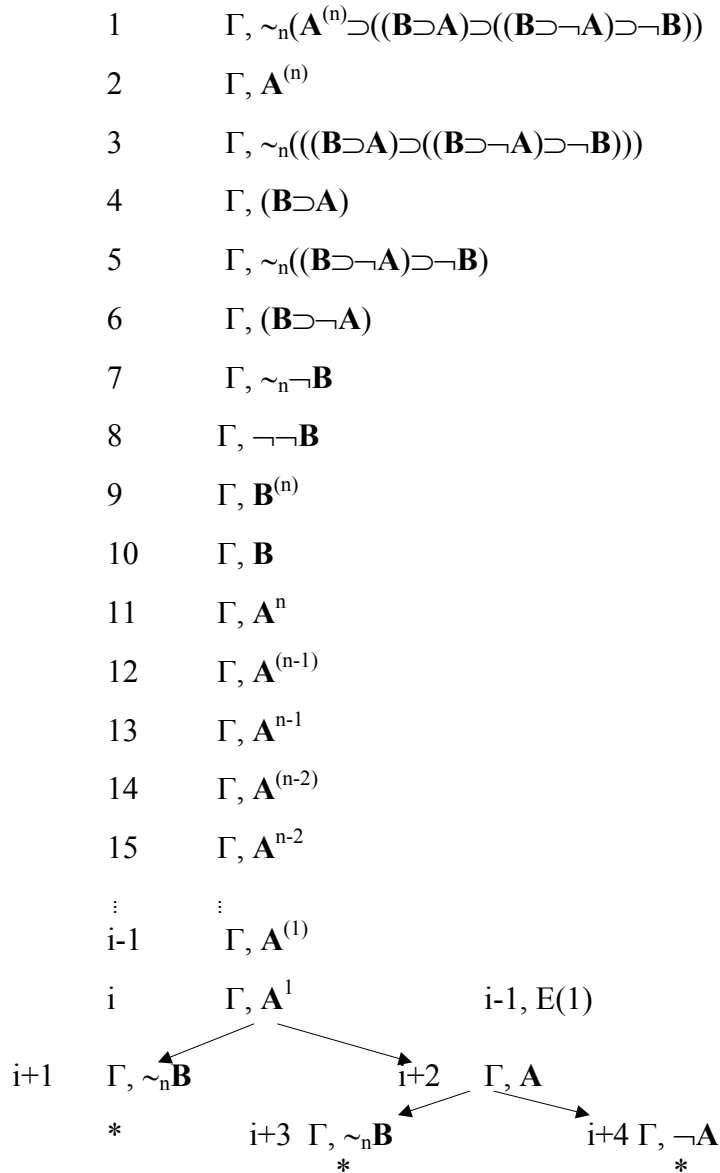 1 Γ, ~ₙ(A⁽ⁿ⁾⊃((B⊃A)⊃((B⊃¬A)⊃¬B))
2 Γ, A⁽ⁿ⁾
3 Γ, ~ₙ(((B⊃A)⊃((B⊃¬A)⊃¬B)))
4 Γ, (B⊃A)
5 Γ, ~ₙ((B⊃¬A)⊃¬B)
6 Γ, (B⊃¬A)
7 Γ, ~ₙ¬B
8 Γ, ¬¬B
9 Γ, B⁽ⁿ⁾
10 Γ, B
11 Γ, Aⁿ
12 Γ, A⁽ⁿ⁻¹⁾
13 Γ, Aⁿ⁻¹
14 Γ, A⁽ⁿ⁻²⁾
15 Γ, Aⁿ⁻²
⋮ ⋮
i-1 Γ, A⁽¹⁾
i Γ, A¹ i-1, E(1)
i+1 Γ, ~ₙB i+2 Γ, A
* i+3 Γ, ~ₙB i+4 Γ, ¬A
* *